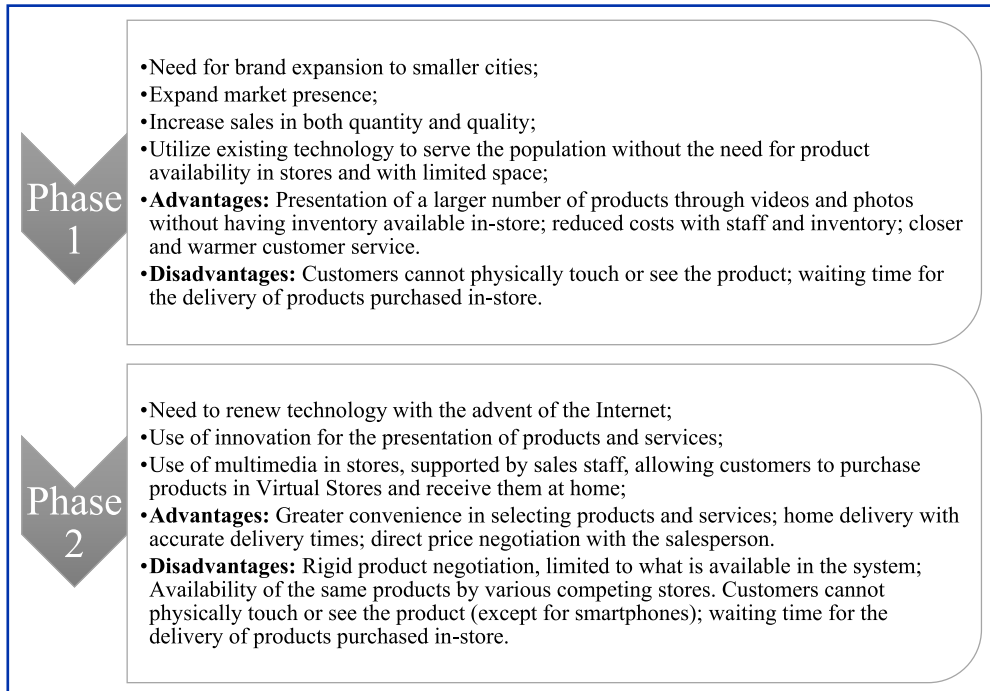 Phase
1
•Need for brand expansion to smaller cities;
•Expand market presence;
•Increase sales in both quantity and quality;
•Utilize existing technology to serve the population without the need for product
availability in stores and with limited space;
•Advantages: Presentation of a larger number of products through videos and photos
without having inventory available in-store; reduced costs with staff and inventory; closer
and warmer customer service.
•Disadvantages: Customers cannot physically touch or see the product; waiting time for
the delivery of products purchased in-store.
Phase
2
•Need to renew technology with the advent of the Internet;
•Use of innovation for the presentation of products and services;
•Use of multimedia in stores, supported by sales staff, allowing customers to purchase
products in Virtual Stores and receive them at home;
•Advantages: Greater convenience in selecting products and services; home delivery with
accurate delivery times; direct price negotiation with the salesperson.
•Disadvantages: Rigid product negotiation, limited to what is available in the system;
Availability of the same products by various competing stores. Customers cannot
physically touch or see the product (except for smartphones); waiting time for the
delivery of products purchased in-store.